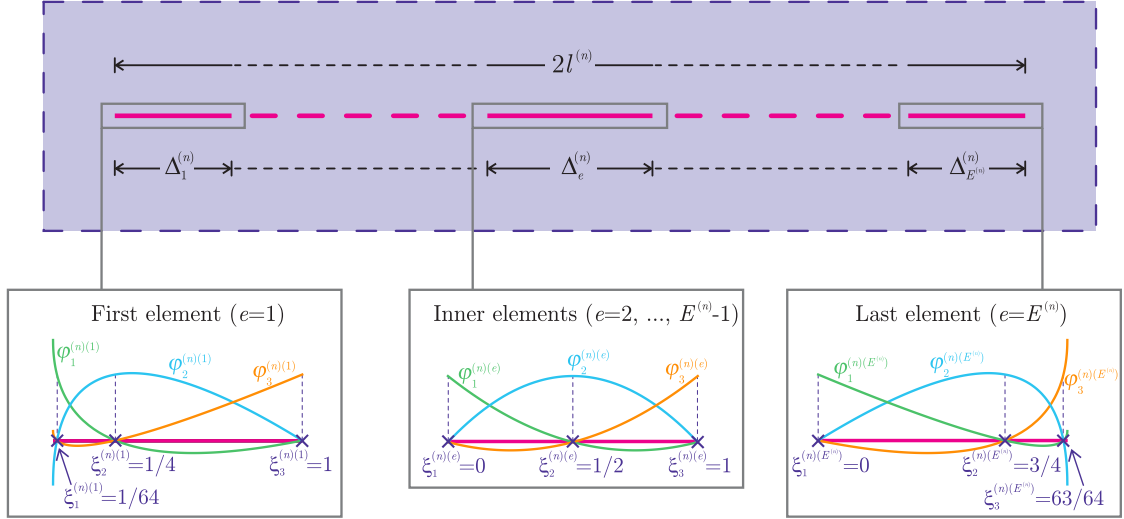 2l^(n)
Δ_1^(n) Δ_e^(n) Δ_{E^(n)}^(n)
First element (e=1)
φ_1^(n)(1) φ_2^(n)(1) φ_3^(n)(1)
ξ_2^(n)(1)=1/4 ξ_3^(n)(1)=1
ξ_1^(n)(1)=1/64
Inner elements (e=2, ..., E^(n)-1)
φ_1^(n)(e) φ_2^(n)(e) φ_3^(n)(e)
ξ_1^(n)(e)=0 ξ_2^(n)(e)=1/2 ξ_3^(n)(e)=1
Last element (e=E^(n))
φ_1^(n)(E^(n)) φ_2^(n)(E^(n)) φ_3^(n)(E^(n))
ξ_1^(n)(E^(n))=0 ξ_2^(n)(E^(n))=3/4
ξ_3^(n)(E^(n))=63/64